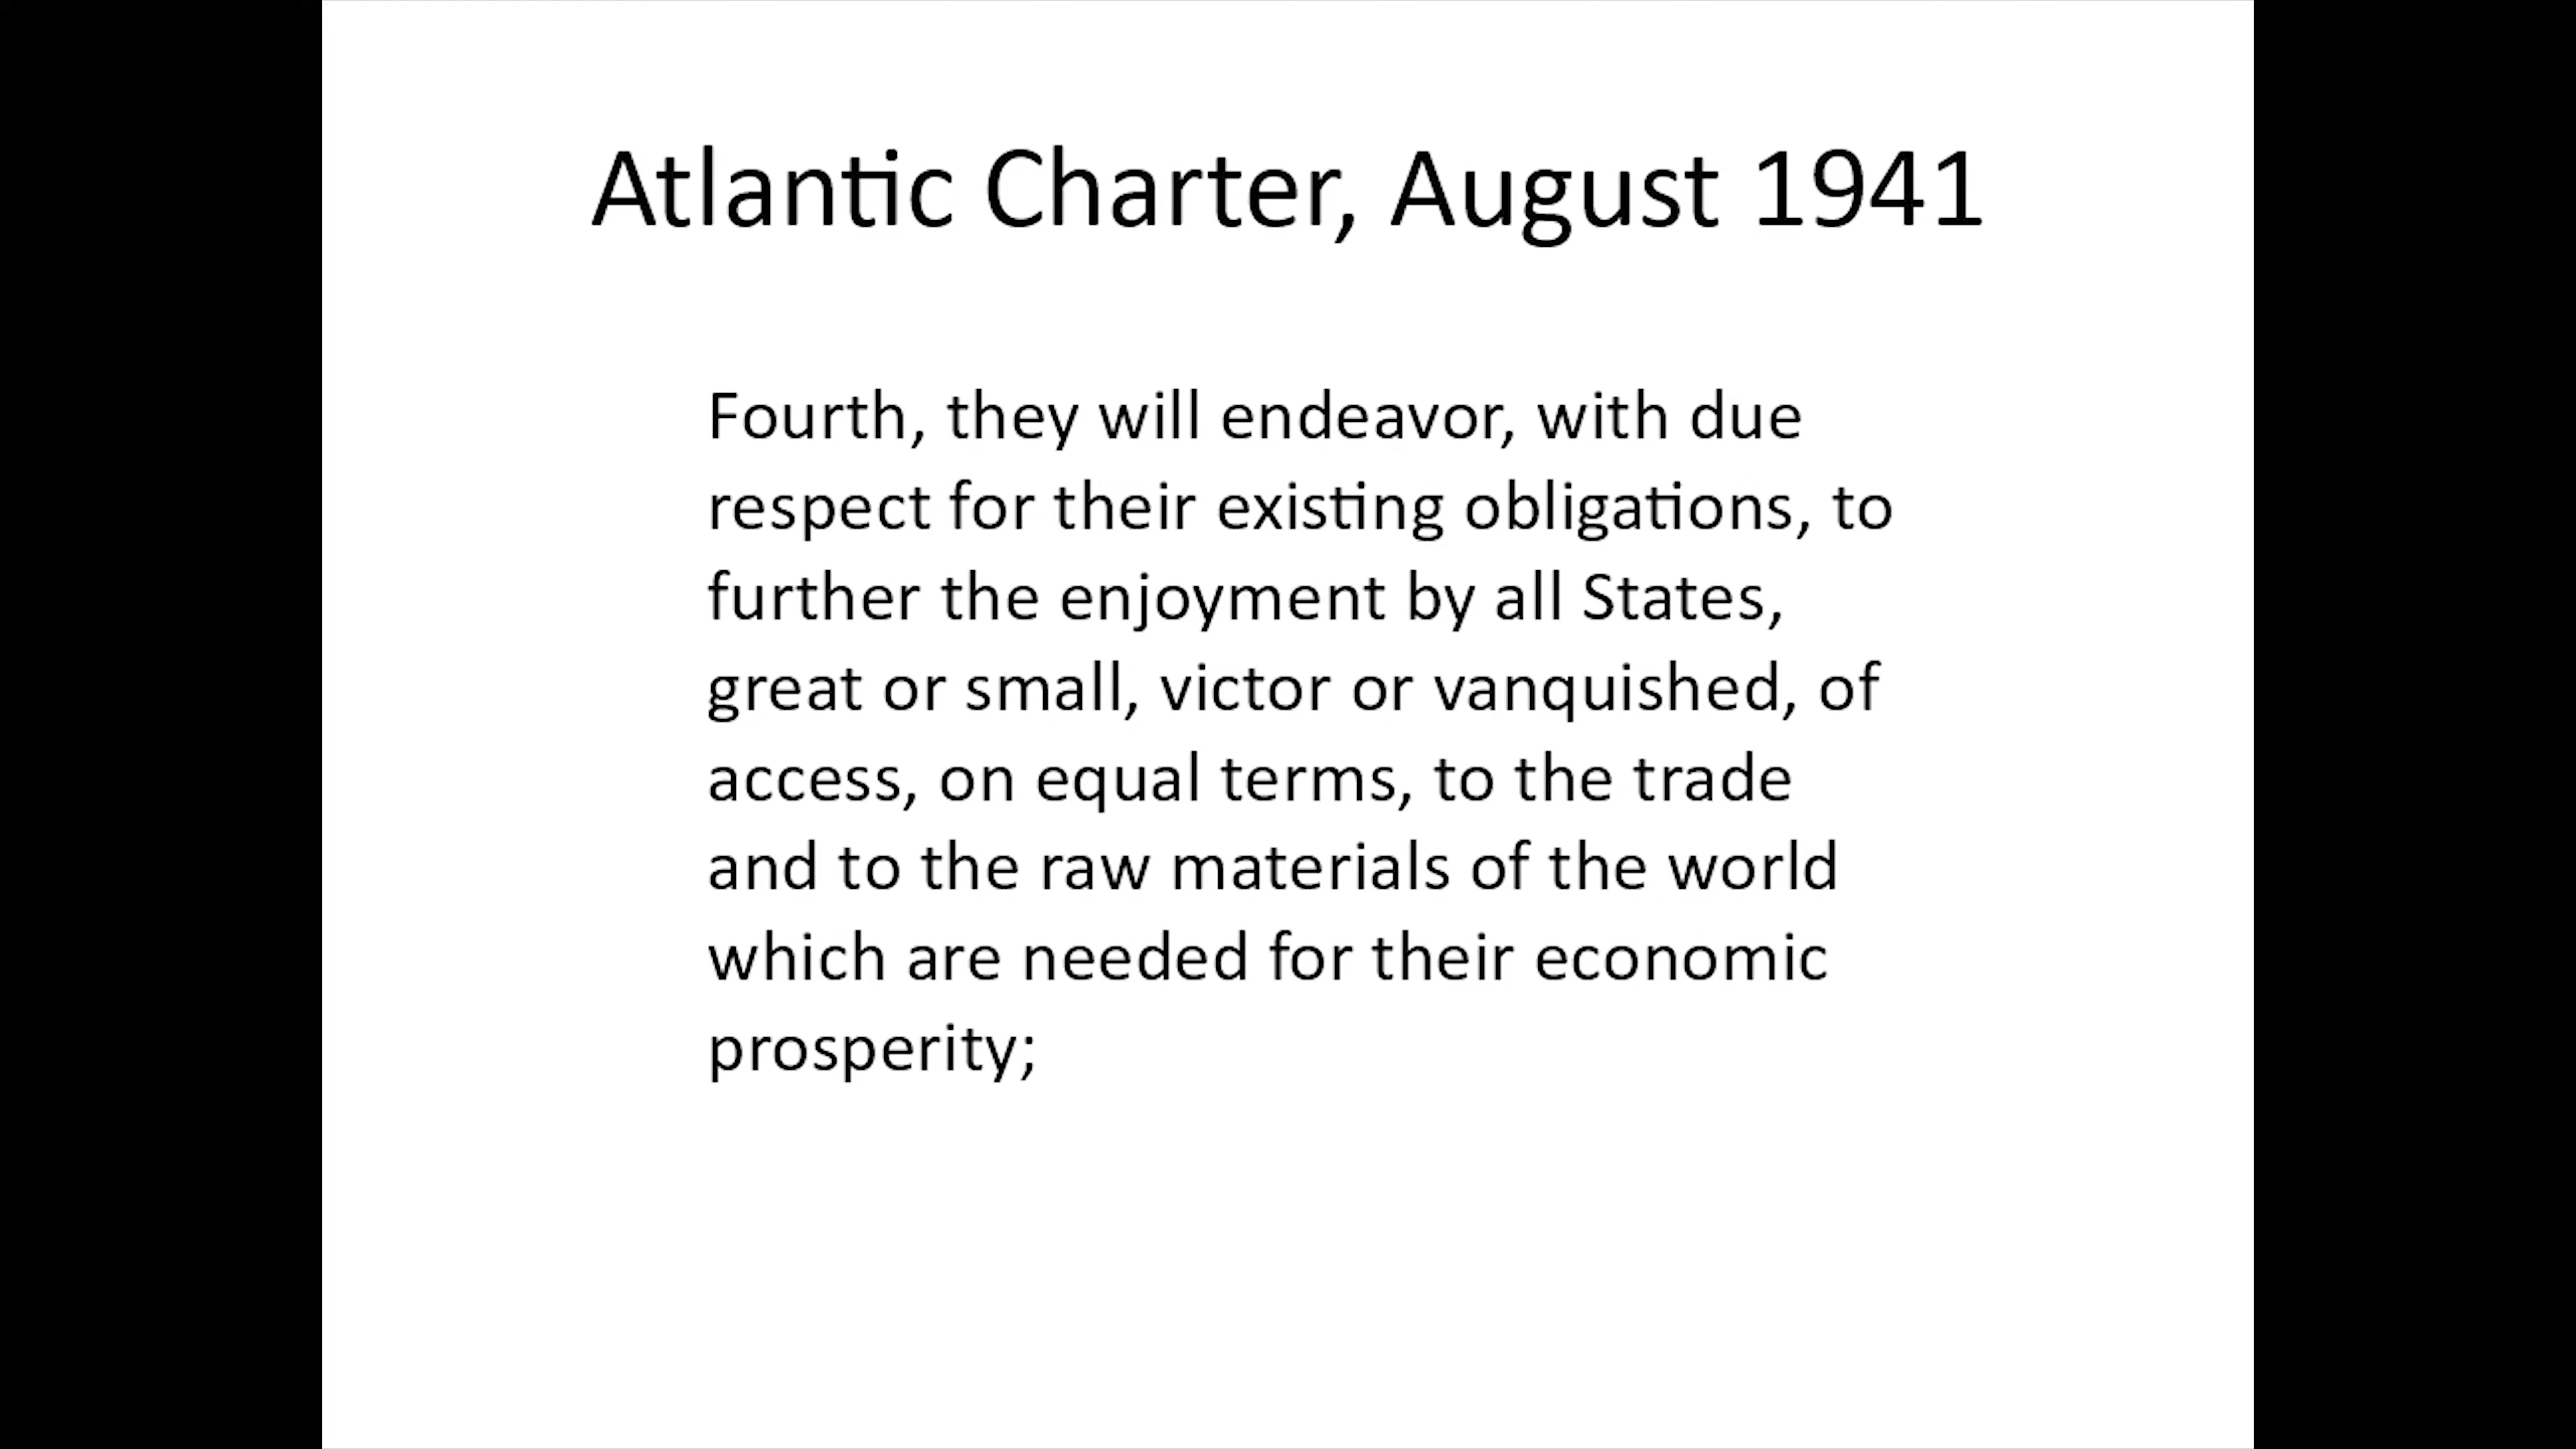 Atlantic Charter, August 1941
Fourth, they will endeavor, with due
respect for their existing obligations, to
further the enjoyment by all States,
great or small, victor or vanquished, of
access, on equal terms, to the trade
and to the raw materials of the world
which are needed for their economic
prosperity;